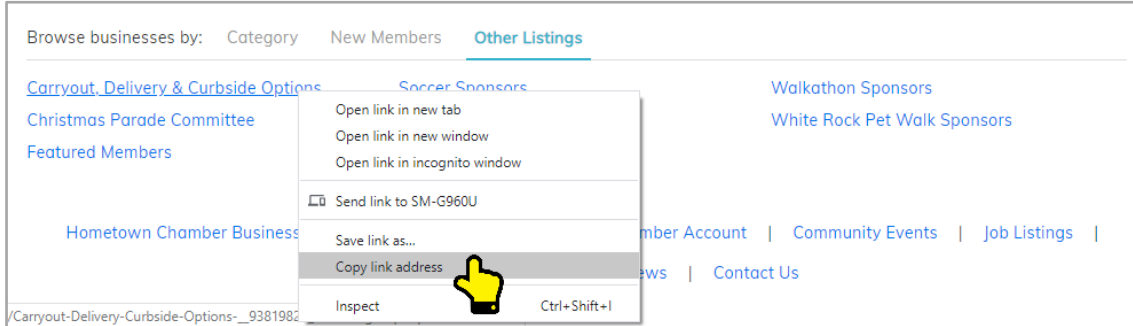 Browse businesses by: Category New Members Other Listings
Carryout, Delivery & Curbside Options Soccer Sponsors Walkathon Sponsors
Open link in new tab
Christmas Parade Committee White Rock Pet Walk Sponsors
Open link in new window
Featured Members
Open link in incognito window
Send link to SM-G960U
Hometown Chamber Business Account | Community Events | Job Listings |
Save link as...
Copy link address
| Contact Us
Inspect Ctrl+Shift+I
/Carryout-Delivery-Curbside-Options-__9381982